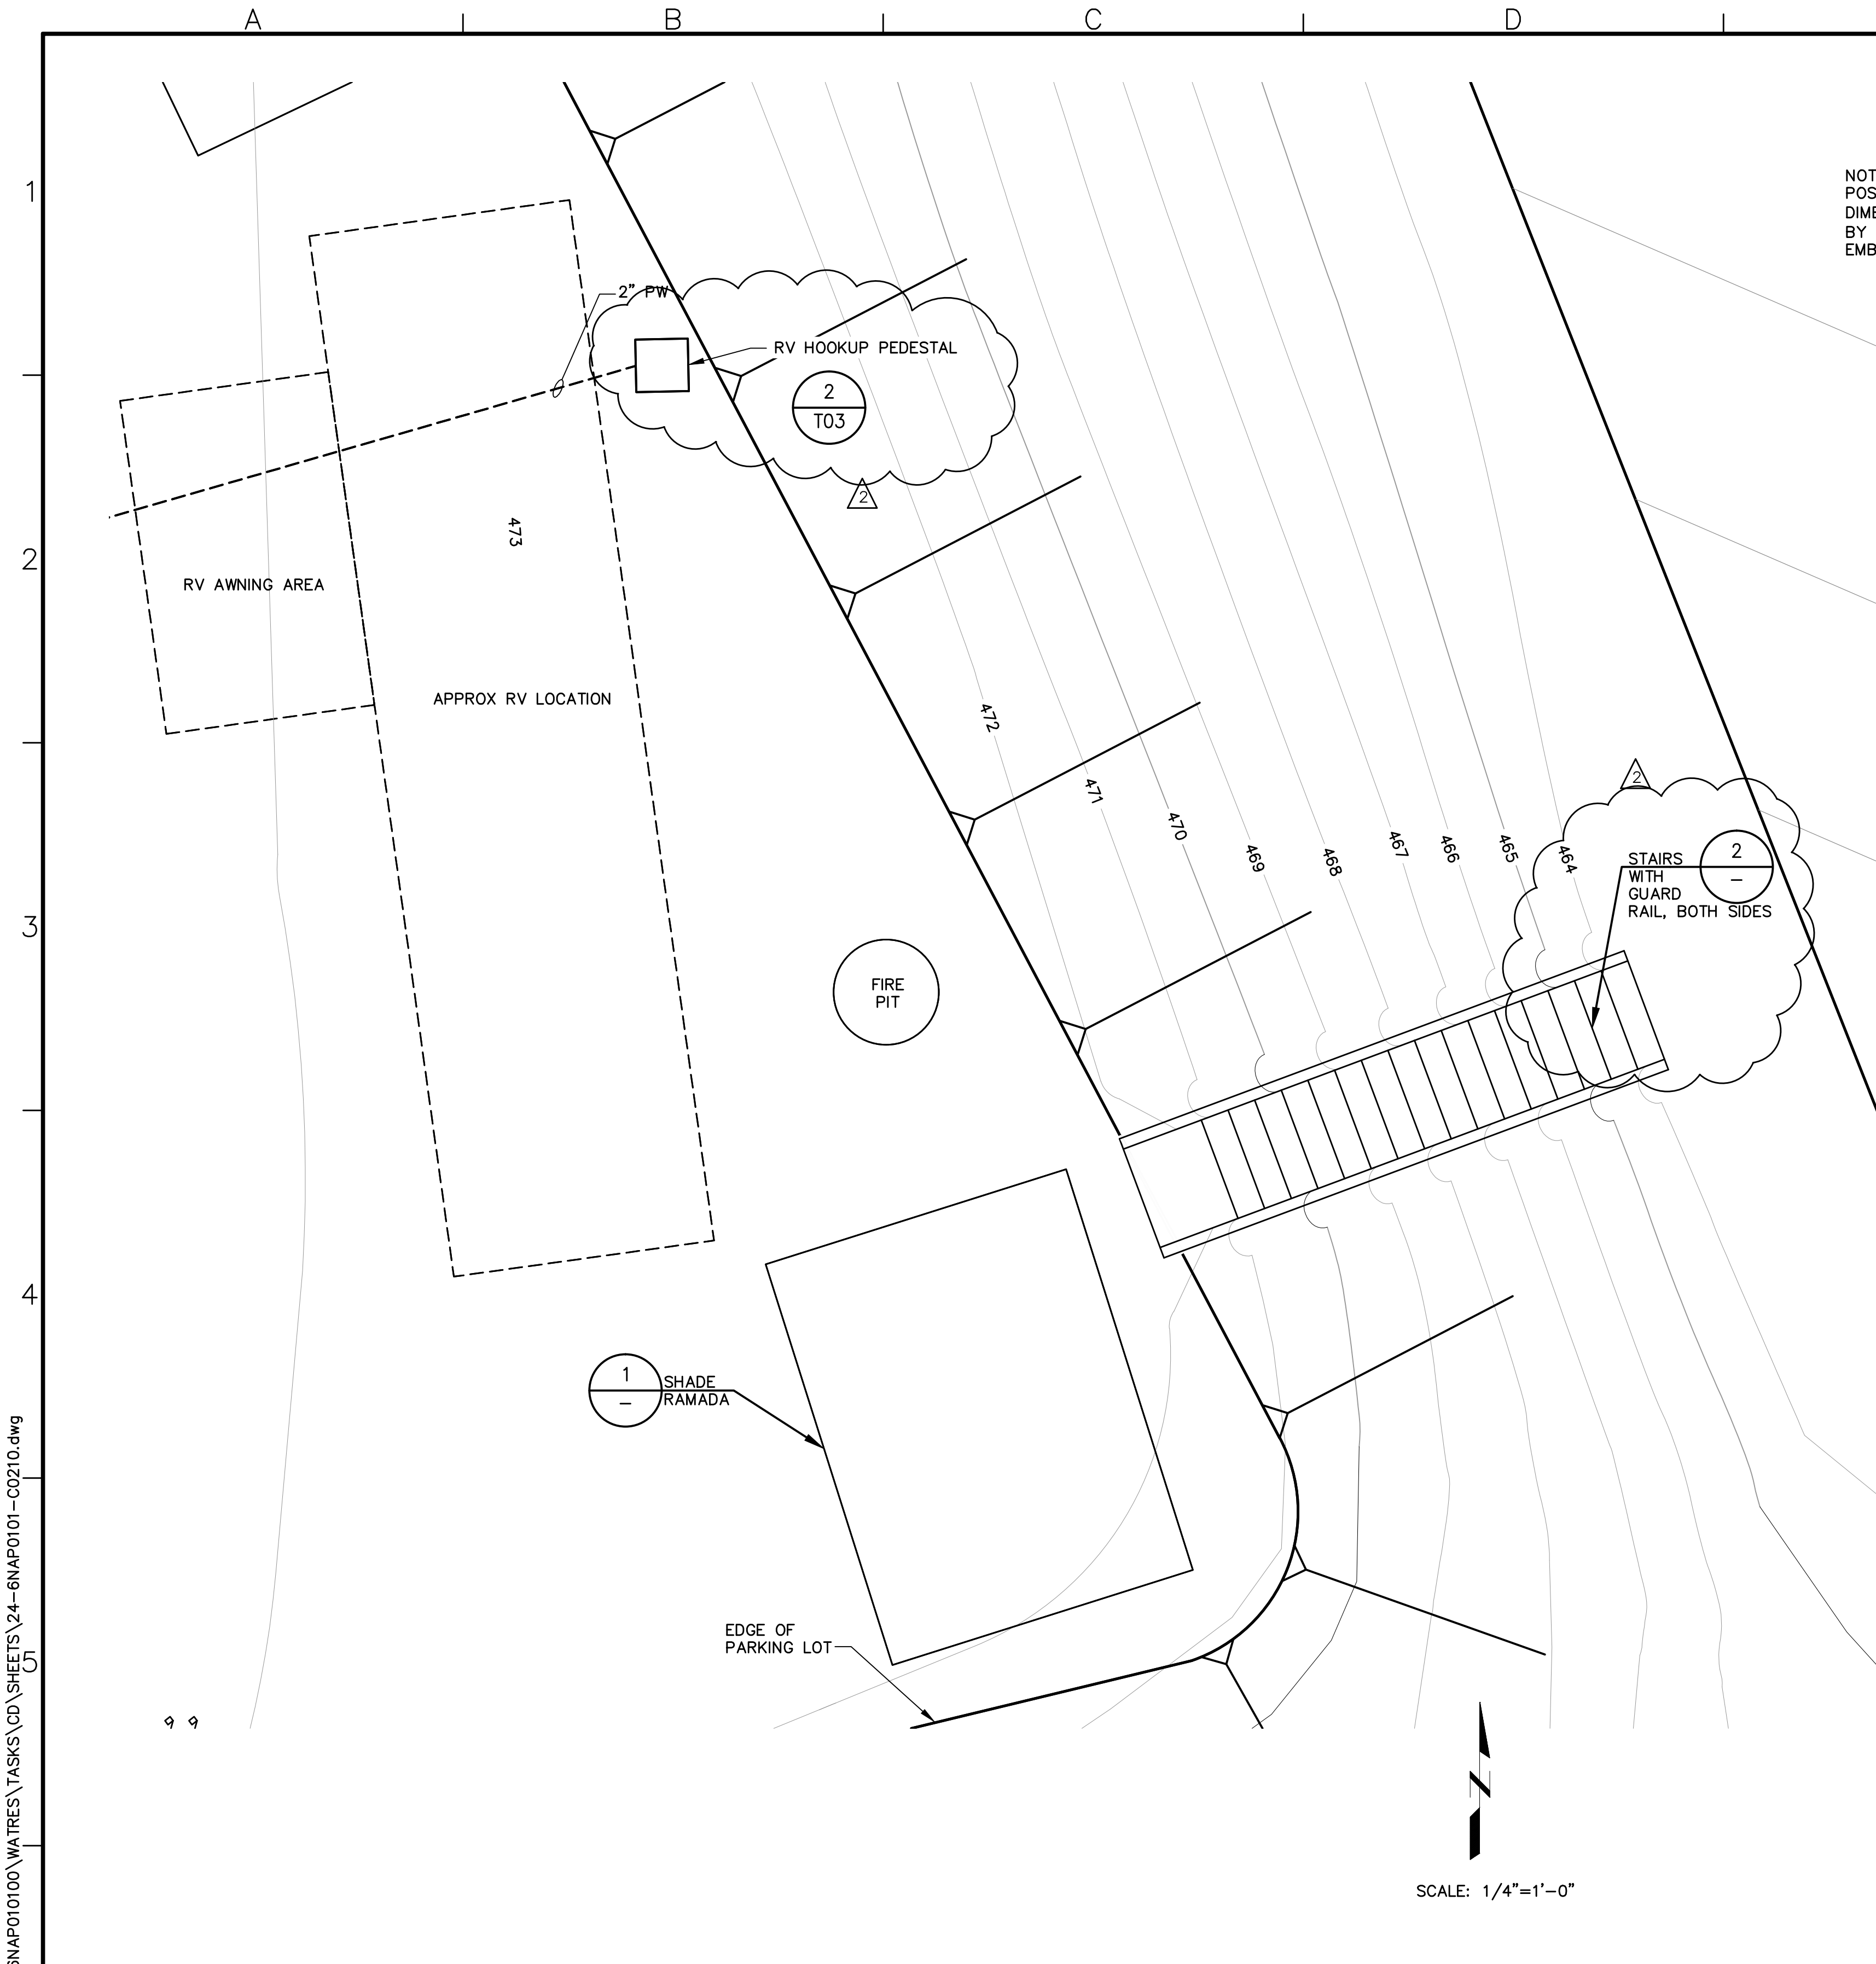 A
B
C
D
1
2
3
4
5
NOT
POS
DIME
BY
EMB
2" PW
RV HOOKUP PEDESTAL
2
T03
2
473
RV AWNING AREA
APPROX RV LOCATION
472
471
470
469
468
467
466
465
464
2
STAIRS
WITH
GUARD
RAIL, BOTH SIDES
2
–
FIRE
PIT
1
–
SHADE
RAMADA
EDGE OF
PARKING LOT
N
SCALE: 1/4"=1'-0"
6NAP010100\WATRES\TASKS\CD\SHEETS\24-6NAP0101-C0210.dwg